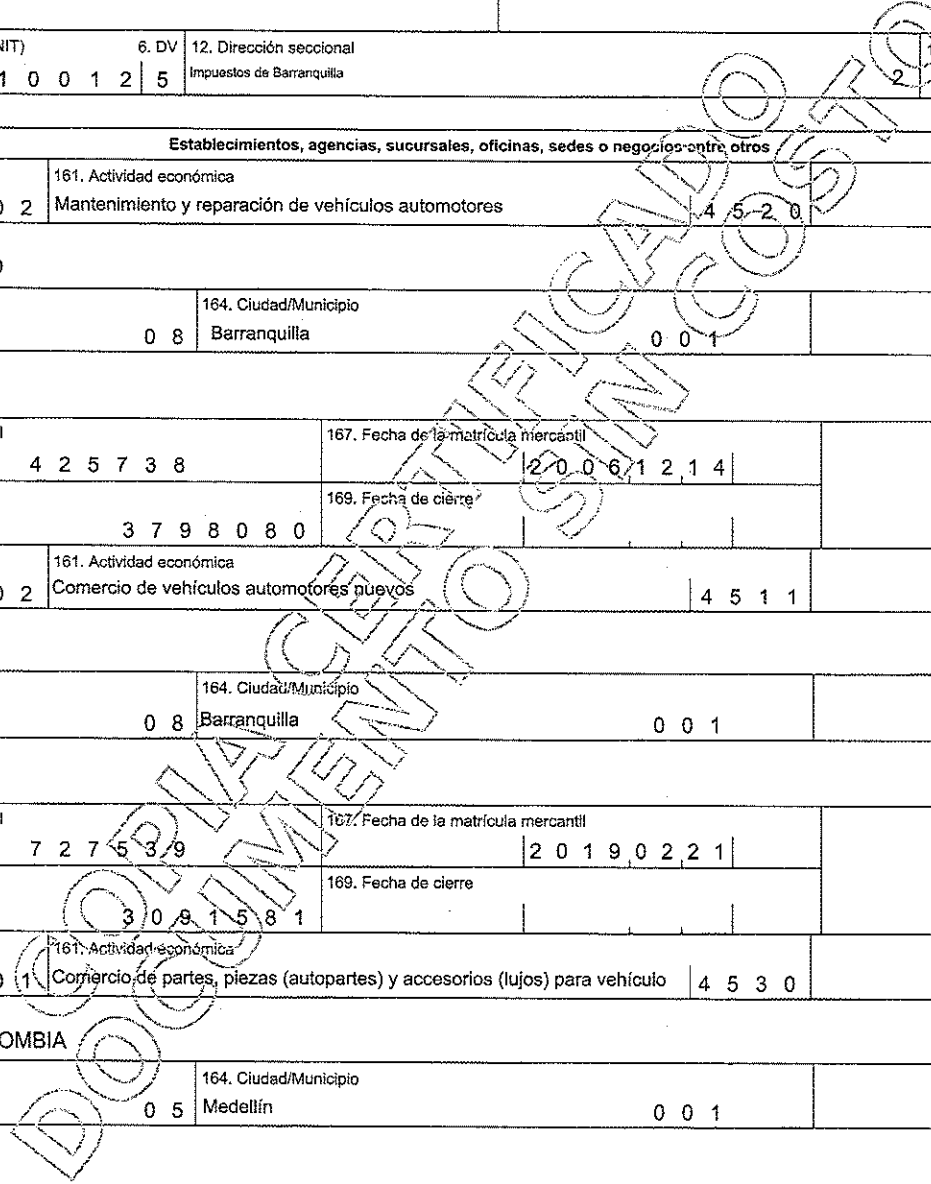 NIT) 6. DV 12. Dirección seccional
1 0 0 1 2 5 Impuestos de Barranquilla 2
Establecimientos, agencias, sucursales, oficinas, sedes o negocios entre otros
161. Actividad económica
0 2 Mantenimiento y reparación de vehículos automotores 4 5 2 0
164. Ciudad/Municipio
0 8 Barranquilla 0 0 1
167. Fecha de la matrícula mercantil
4 2 5 7 3 8 2 0 0 6 1 2 1 4
169. Fecha de cierre
3 7 9 8 0 8 0
161. Actividad económica
0 2 Comercio de vehículos automotores nuevos 4 5 1 1
164. Ciudad/Municipio
0 8 Barranquilla 0 0 1
167. Fecha de la matrícula mercantil
7 2 7 5 3 9 2 0 1 9 0 2 2 1
169. Fecha de cierre
3 0 9 1 5 8 1
161. Actividad económica
0 1 Comercio de partes, piezas (autopartes) y accesorios (lujos) para vehículo 4 5 3 0
OMBIA
164. Ciudad/Municipio
0 5 Medellín 0 0 1
COPIA CERTIFICADO
DOCUMENTO SIN COSTO